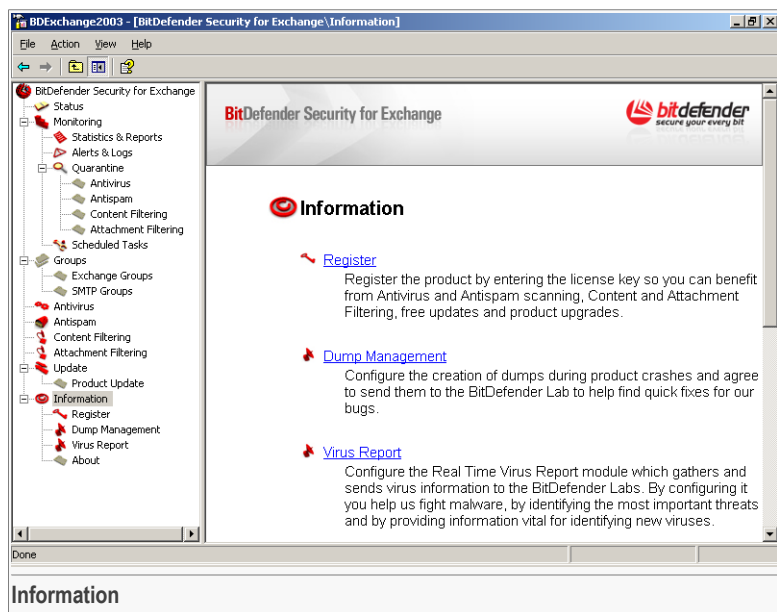 BDExchange2003 - [BitDefender Security for Exchange\Information]
File Action View Help
BitDefender Security for Exchange
Status
Monitoring
Statistics & Reports
Alerts & Logs
Quarantine
Antivirus
Antispam
Content Filtering
Attachment Filtering
Scheduled Tasks
Groups
Exchange Groups
SMTP Groups
Antivirus
Antispam
Content Filtering
Attachment Filtering
Update
Product Update
Information
Register
Dump Management
Virus Report
About
BitDefender Security for Exchange
bitdefender
secure your every bit
Information
Register
Register the product by entering the license key so you can benefit
from Antivirus and Antispam scanning, Content and Attachment
Filtering, free updates and product upgrades.
Dump Management
Configure the creation of dumps during product crashes and agree
to send them to the BitDefender Lab to help find quick fixes for our
bugs.
Virus Report
Configure the Real Time Virus Report module which gathers and
sends virus information to the BitDefender Labs. By configuring it
you help us fight malware, by identifying the most important threats
and by providing information vital for identifying new viruses.
Done
Information